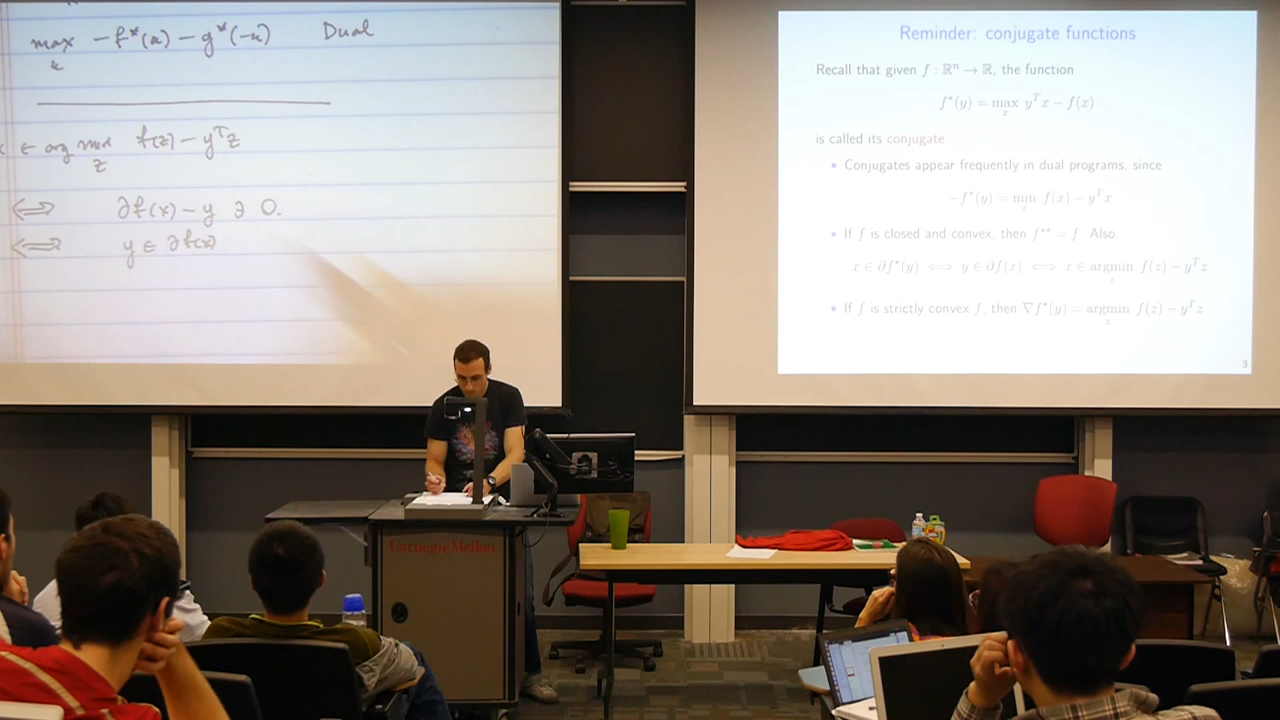 max -f*(u) - g*(-u) Dual
u
x ∈ arg min f(z) - yᵀz
z
⟺ ∂f(x) - y ∋ 0.
⟺ y ∈ ∂f(x)
Reminder: conjugate functions
Recall that given f : ℝⁿ → ℝ, the function
f*(y) = max yᵀx − f(x)
x
is called its conjugate
• Conjugates appear frequently in dual programs, since
−f*(y) = min f(x) − yᵀx
x
• If f is closed and convex, then f** = f. Also,
x ∈ ∂f*(y) ⟺ y ∈ ∂f(x) ⟺ x ∈ argmin f(z) − yᵀz
z
• If f is strictly convex f, then ∇f*(y) = argmin f(z) − yᵀz
z
3
Carnegie Mellon